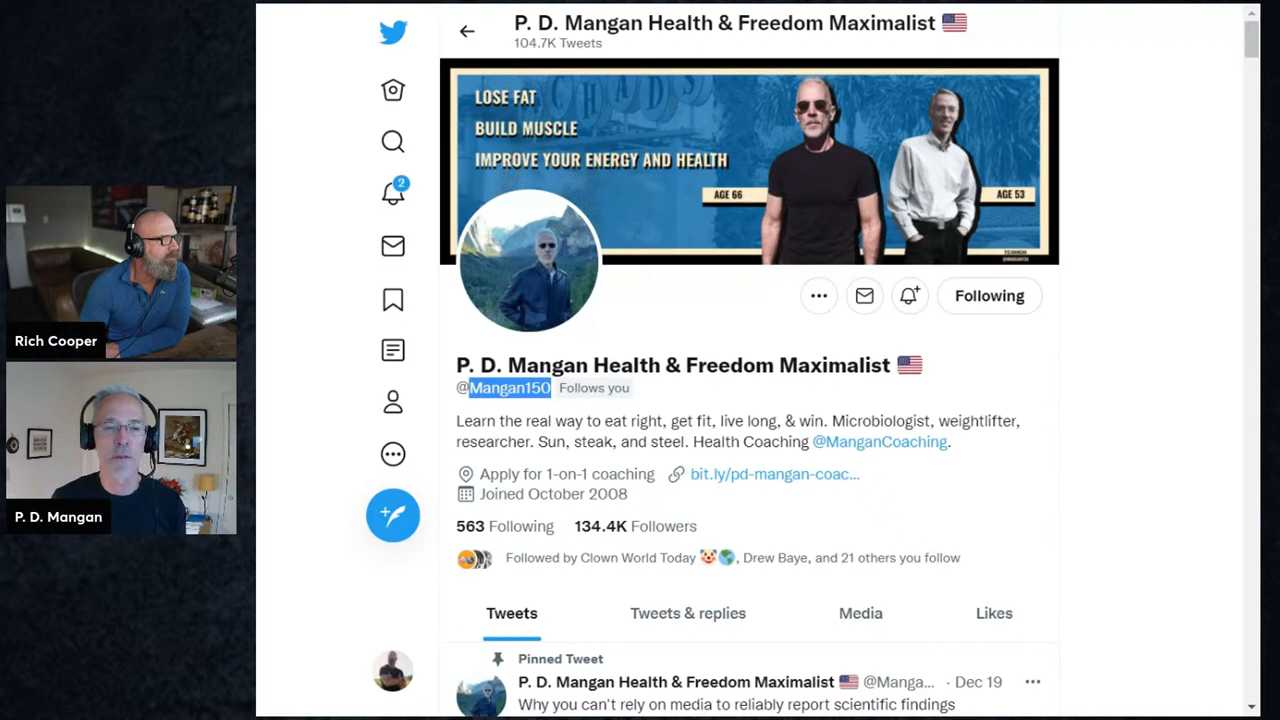 P. D. Mangan Health & Freedom Maximalist 🇺🇸
104.7K Tweets
LOSE FAT
BUILD MUSCLE
IMPROVE YOUR ENERGY AND HEALTH
AGE 66
AGE 53
2
Following
P. D. Mangan Health & Freedom Maximalist 🇺🇸
@Mangan150 Follows you
Learn the real way to eat right, get fit, live long, & win. Microbiologist, weightlifter,
researcher. Sun, steak, and steel. Health Coaching @ManganCoaching.
Apply for 1-on-1 coaching bit.ly/pd-mangan-coac...
Joined October 2008
563 Following 134.4K Followers
Followed by Clown World Today 🤡🌎, Drew Baye, and 21 others you follow
Tweets Tweets & replies Media Likes
Pinned Tweet
P. D. Mangan Health & Freedom Maximalist 🇺🇸 @Manga... · Dec 19
Why you can't rely on media to reliably report scientific findings
Rich Cooper
P. D. Mangan